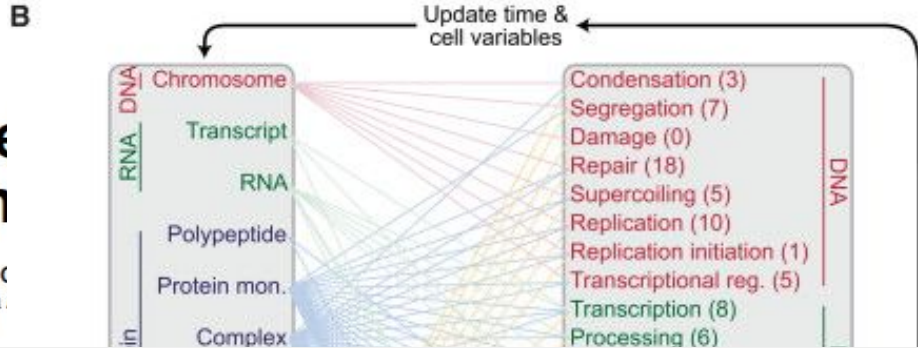 B
Update time &
cell variables
DNA
Chromosome
RNA
Transcript
RNA
Polypeptide
Protein mon.
Complex
Condensation (3)
Segregation (7)
Damage (0)
Repair (18)
Supercoiling (5)
Replication (10)
Replication initiation (1)
Transcriptional reg. (5)
Transcription (8)
Processing (6)
DNA